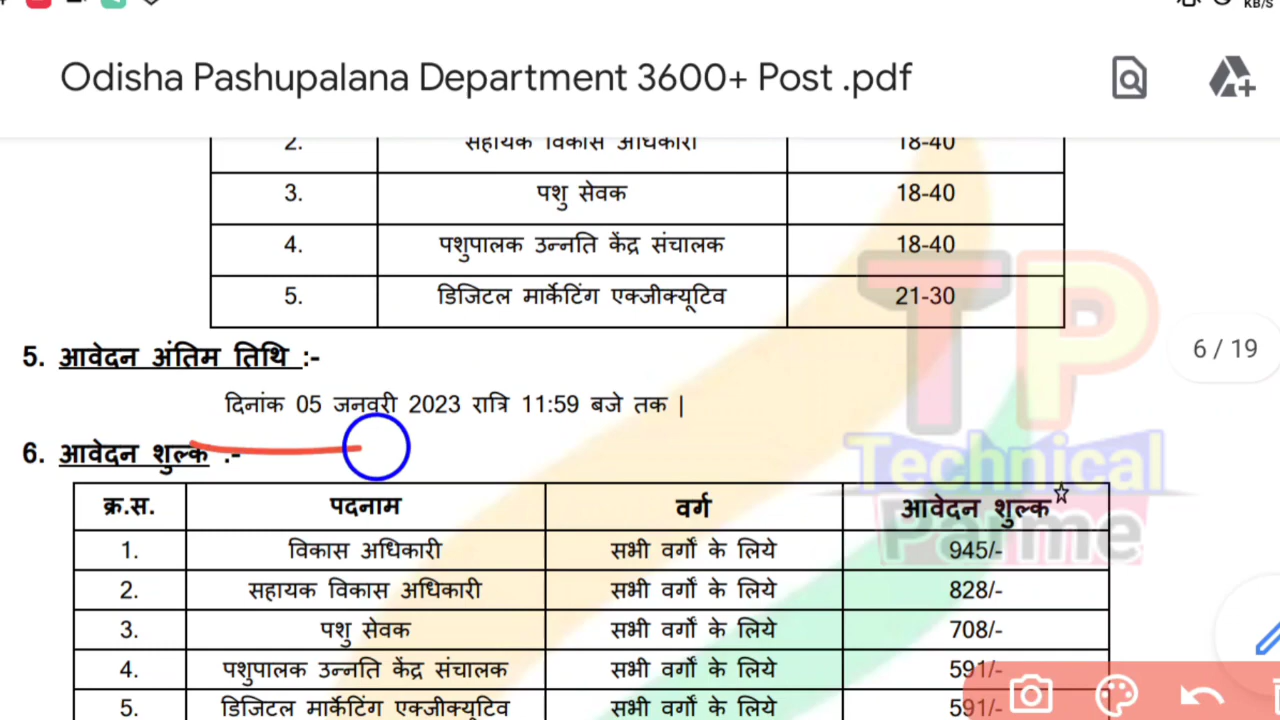 KB/S
Odisha Pashupalana Department 3600+ Post .pdf
2. सहायक विकास अधिकारी 18-40
3. पशु सेवक 18-40
4. पशुपालक उन्नति केंद्र संचालक 18-40
5. डिजिटल मार्केटिंग एक्जीक्यूटिव 21-30
6 / 19
5. आवेदन अंतिम तिथि :-
दिनांक 05 जनवरी 2023 रात्रि 11:59 बजे तक |
6. आवेदन शुल्क :-
क्र.स. पदनाम वर्ग आवेदन शुल्क☆
1. विकास अधिकारी सभी वर्गों के लिये 945/-
2. सहायक विकास अधिकारी सभी वर्गों के लिये 828/-
3. पशु सेवक सभी वर्गों के लिये 708/-
4. पशुपालक उन्नति केंद्र संचालक सभी वर्गों के लिये 591/-
5. डिजिटल मार्केटिंग एक्जीक्यूटिव सभी वर्गों के लिये 591/-
TP
Technical
Parme